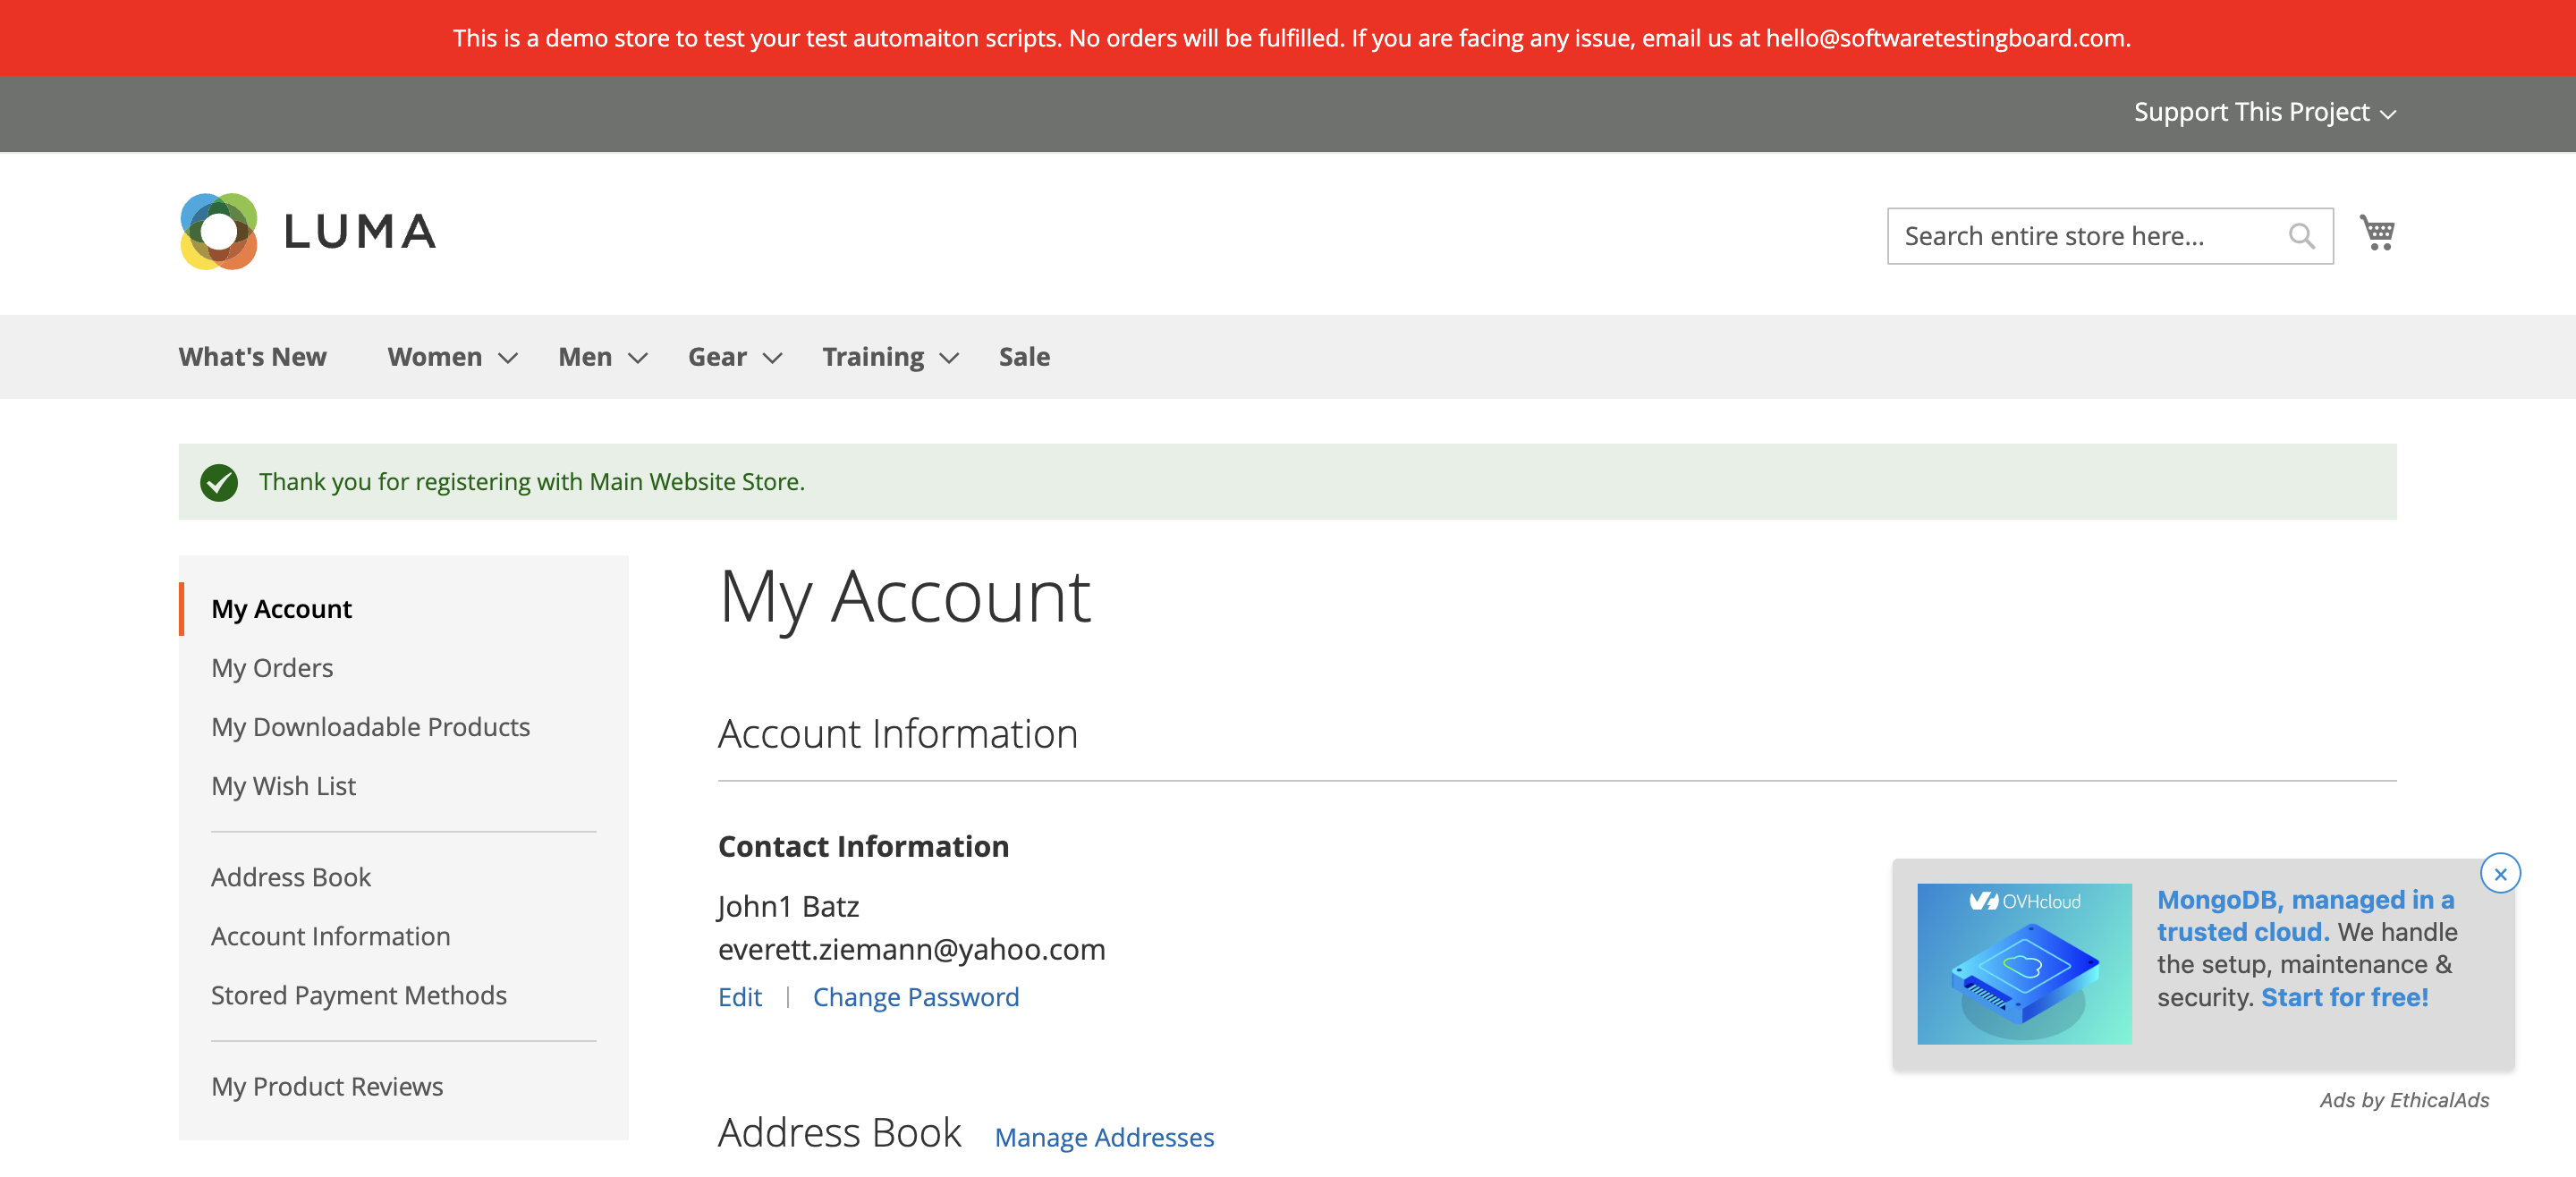 This is a demo store to test your test automaiton scripts. No orders will be fulfilled. If you are facing any issue, email us at hello@softwaretestingboard.com.
Support This Project
LUMA
Search entire store here...
What's New Women Men Gear Training Sale
Thank you for registering with Main Website Store.
My Account
My Orders
My Downloadable Products
My Wish List
Address Book
Account Information
Stored Payment Methods
My Product Reviews
My Account
Account Information
Contact Information
John1 Batz
everett.ziemann@yahoo.com
Edit | Change Password
Address Book Manage Addresses
OVHcloud
MongoDB, managed in a
trusted cloud. We handle
the setup, maintenance &
security. Start for free!
Ads by EthicalAds